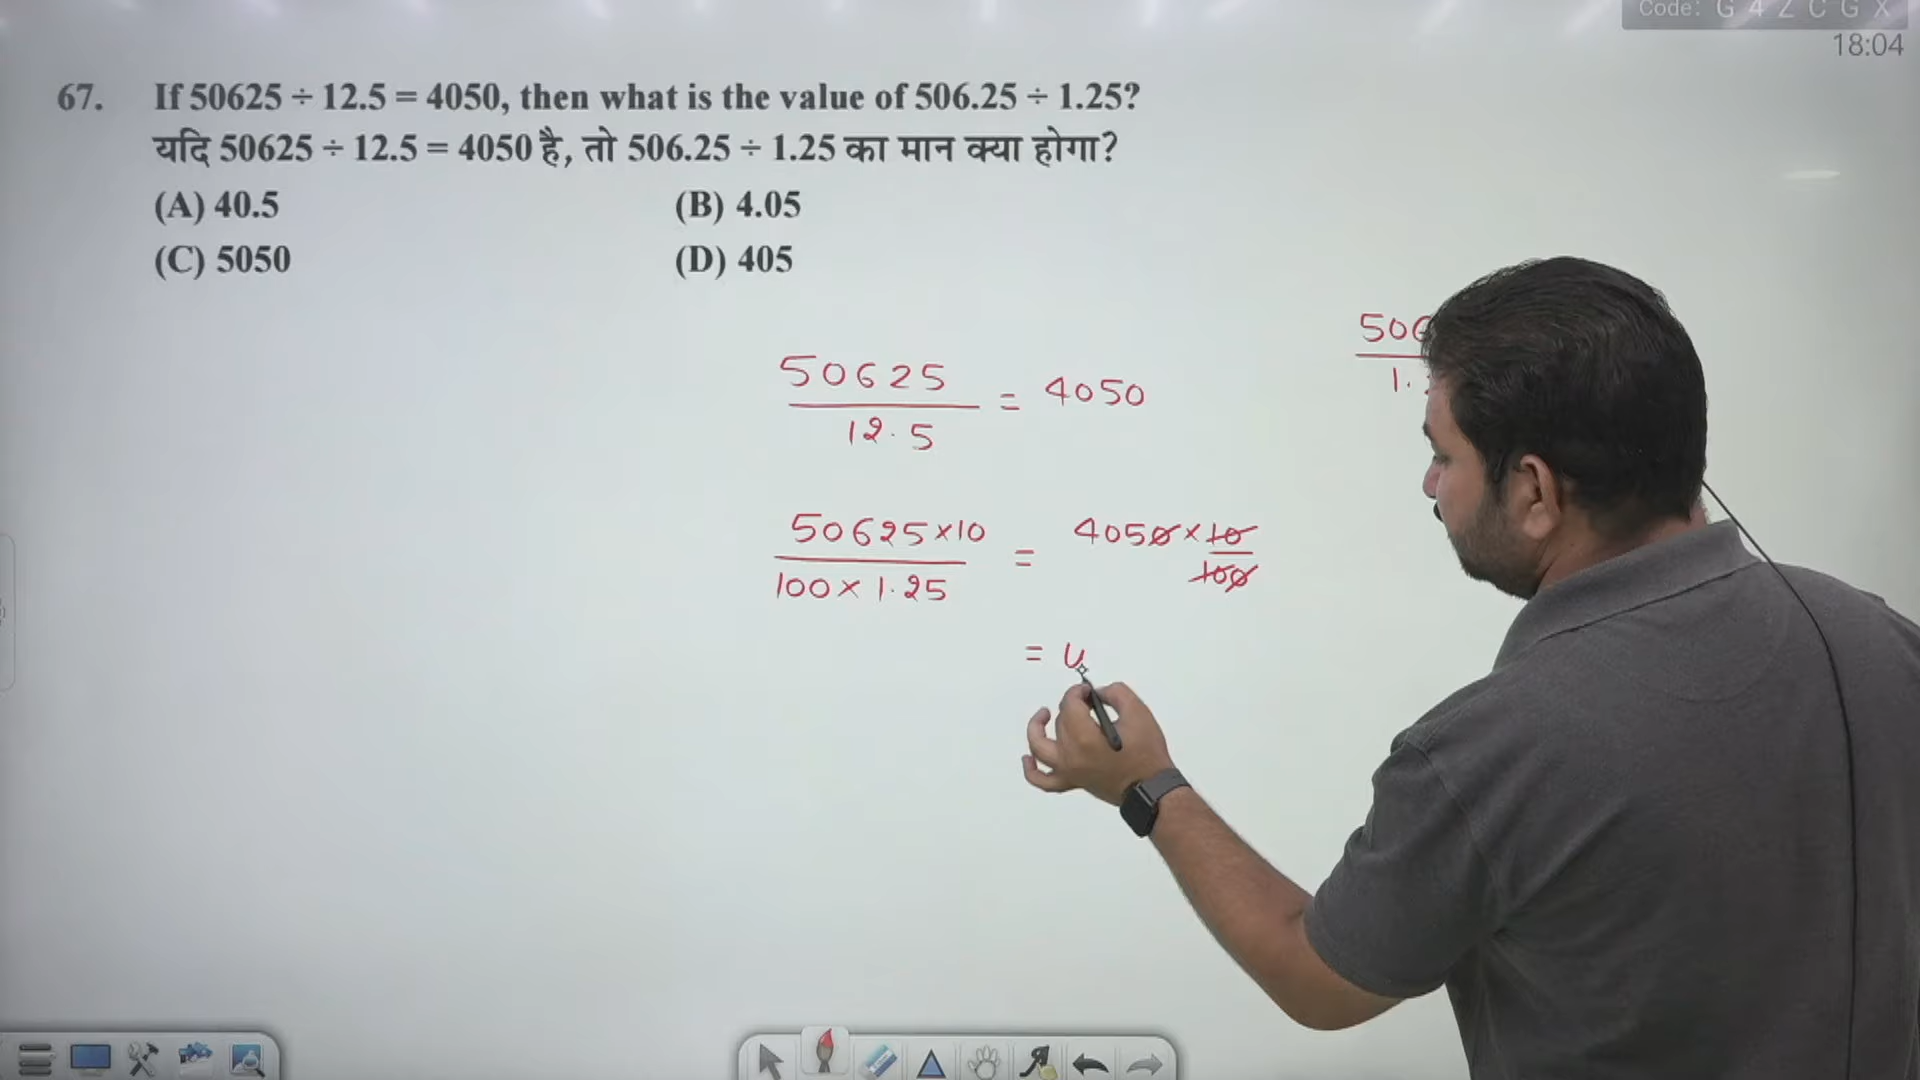 Code: G 4 Z C G X
18:04
67. If 50625 ÷ 12.5 = 4050, then what is the value of 506.25 ÷ 1.25?
यदि 50625 ÷ 12.5 = 4050 है, तो 506.25 ÷ 1.25 का मान क्या होगा?
(A) 40.5 (B) 4.05
(C) 5050 (D) 405
50625
12.5
= 4050
506
1.
50625×10
100 × 1.25
= 4050 × 10
100
= 4